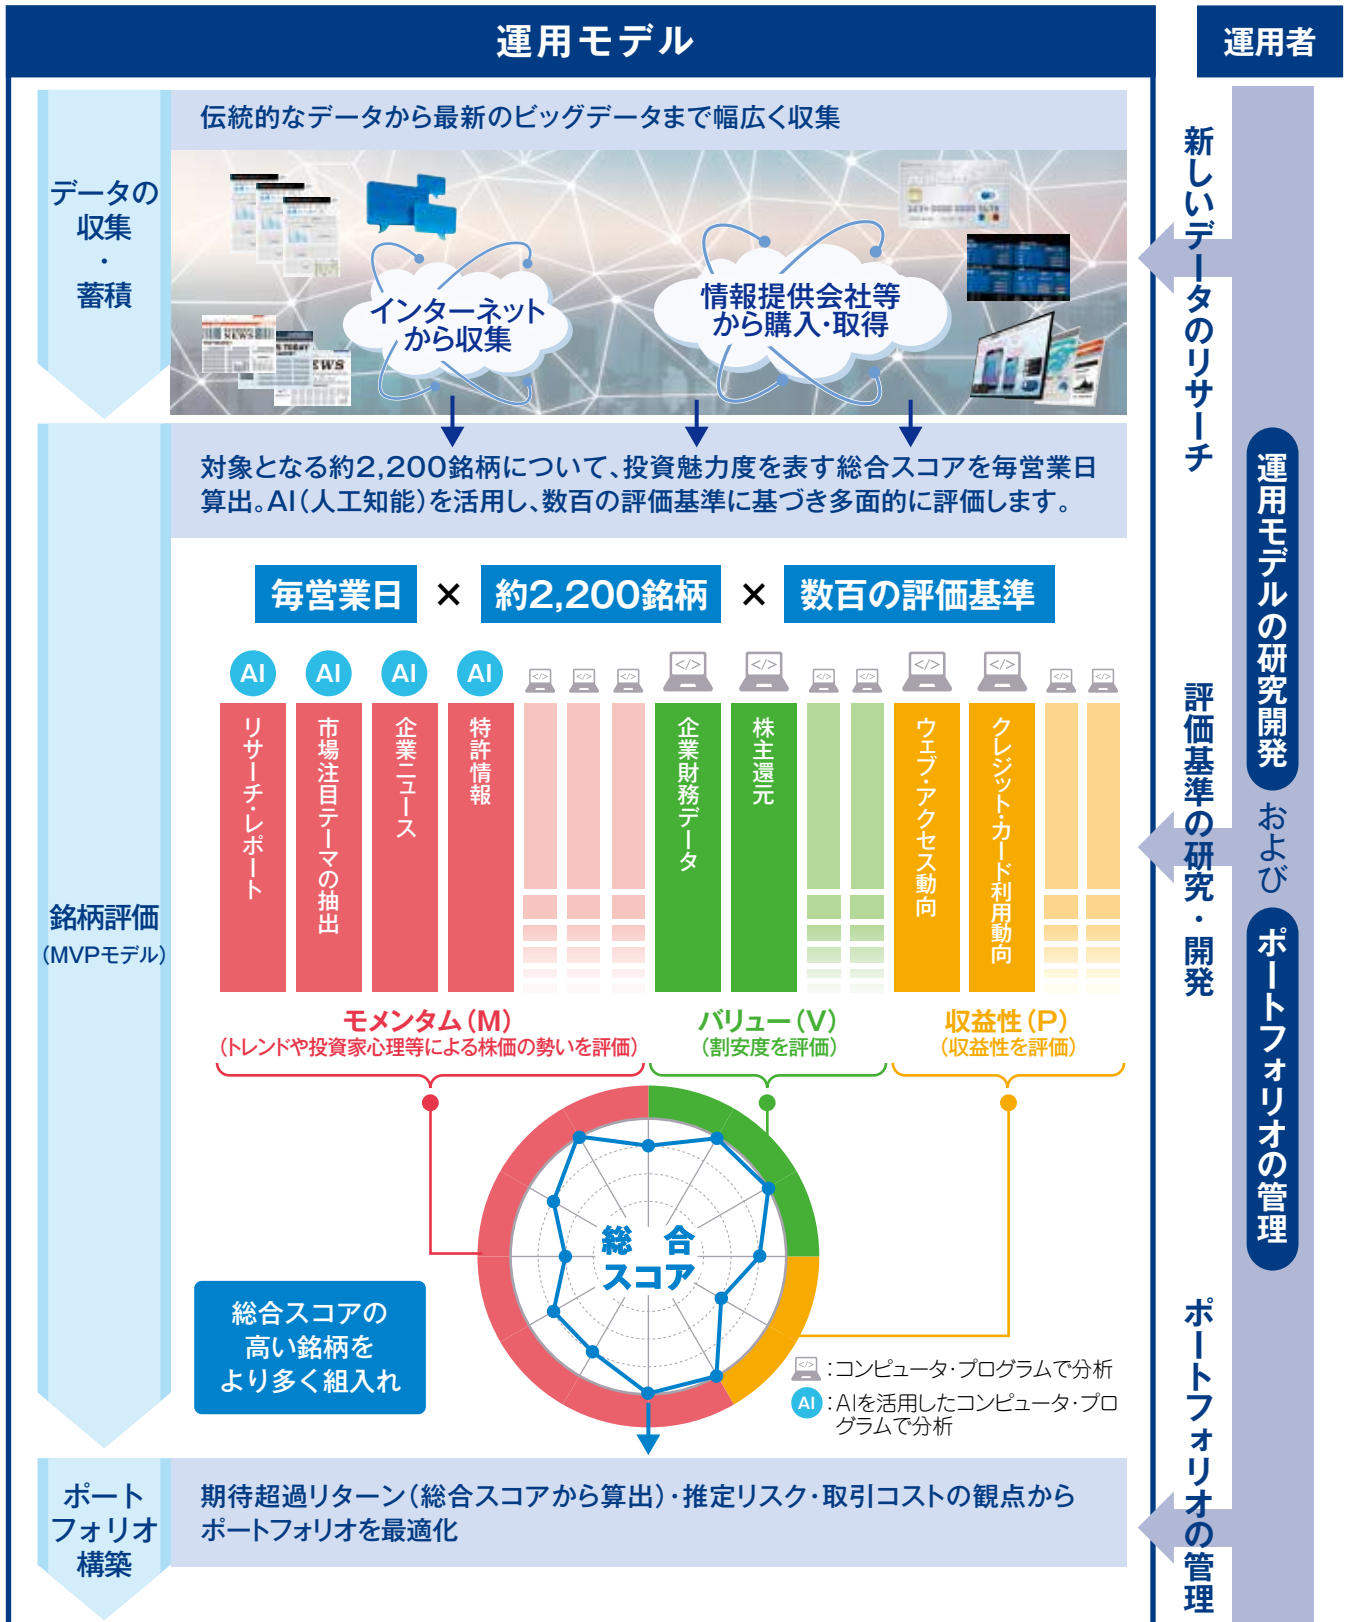 運用モデル
運用者
データの
収集
・
蓄積
伝統的なデータから最新のビッグデータまで幅広く収集
インターネット
から収集
情報提供会社等
から購入・取得
NEWS
新しいデータのリサーチ
銘柄評価
(MVPモデル)
対象となる約2,200銘柄について、投資魅力度を表す総合スコアを毎営業日
算出。AI(人工知能)を活用し、数百の評価基準に基づき多面的に評価します。
毎営業日 × 約2,200銘柄 × 数百の評価基準
AI
AI
AI
AI
リサーチ・レポート
市場注目テーマの抽出
企業ニュース
特許情報
企業財務データ
株主還元
ウェブ・アクセス動向
クレジット・カード利用動向
モメンタム(M)
(トレンドや投資家心理等による株価の勢いを評価)
バリュー(V)
(割安度を評価)
収益性(P)
(収益性を評価)
総合
スコア
総合スコアの
高い銘柄を
より多く組入れ
</>:コンピュータ・プログラムで分析
AI:AIを活用したコンピュータ・プロ
グラムで分析
評価基準の研究・開発
運用モデルの研究開発
および
ポートフォリオの管理
ポート
フォリオ
構築
期待超過リターン(総合スコアから算出)・推定リスク・取引コストの観点から
ポートフォリオを最適化
ポートフォリオの管理